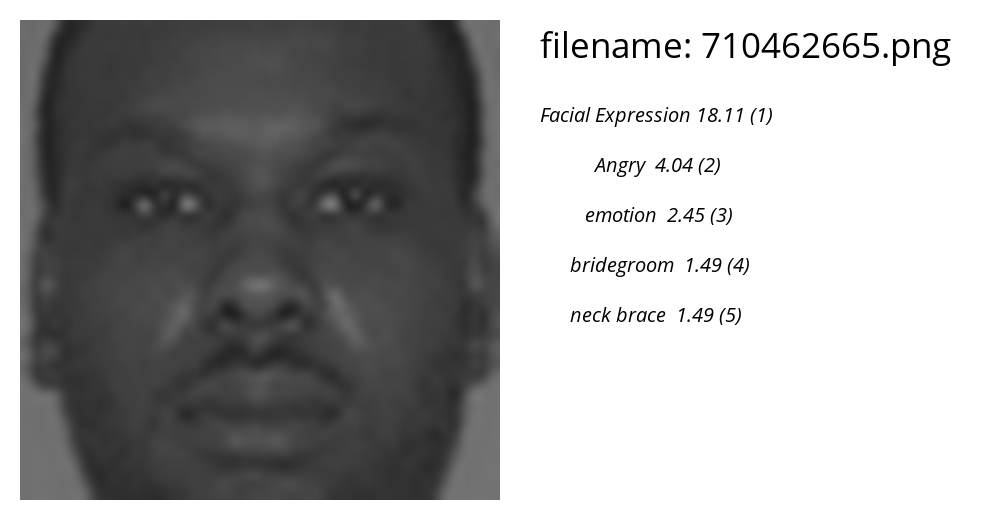 filename: 710462665.png
Facial Expression 18.11 (1)
Angry 4.04 (2)
emotion 2.45 (3)
bridegroom 1.49 (4)
neck brace 1.49 (5)